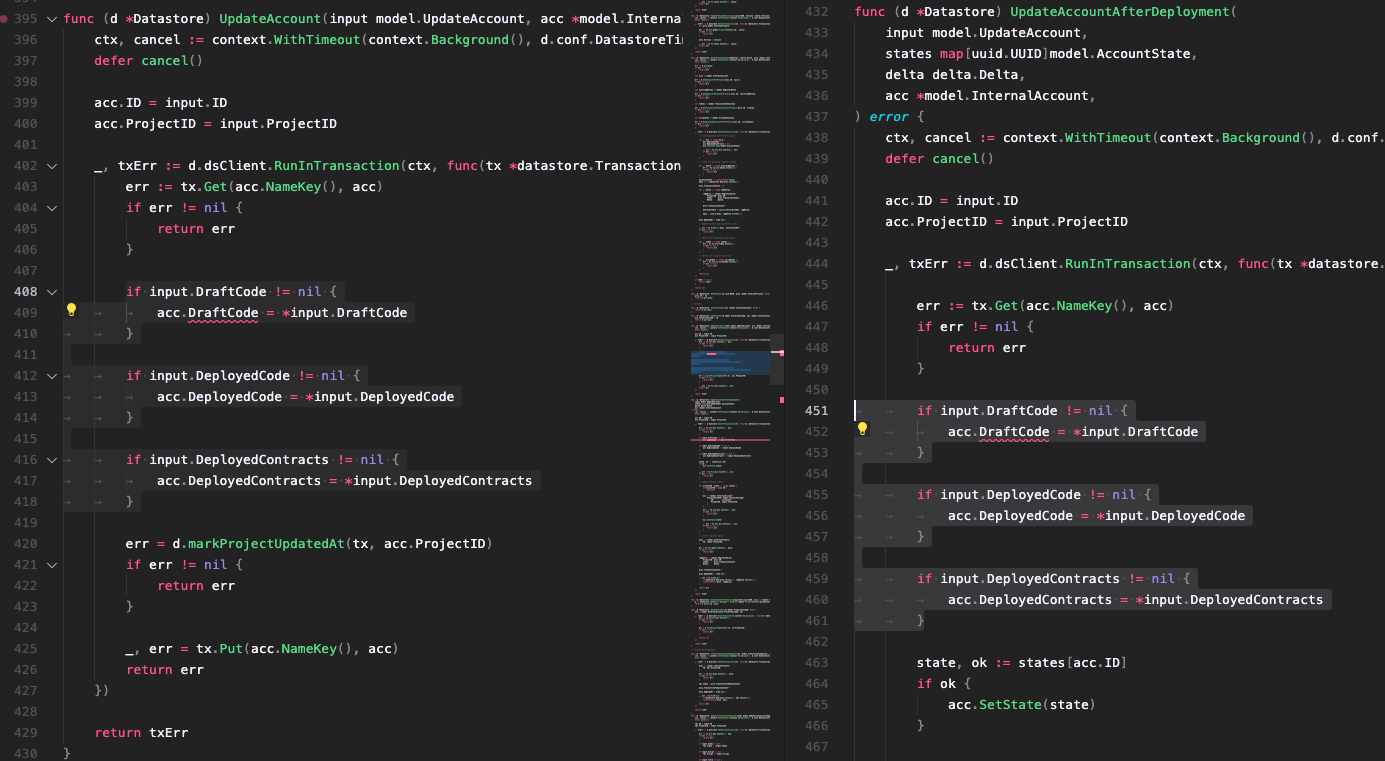 395 func (d *Datastore) UpdateAccount(input model.UpdateAccount, acc *model.Interna
396 ctx, cancel := context.WithTimeout(context.Background(), d.conf.DatastoreTi
397 defer cancel()
398
399 acc.ID = input.ID
400 acc.ProjectID = input.ProjectID
401
402 _, txErr := d.dsClient.RunInTransaction(ctx, func(tx *datastore.Transaction
403 err := tx.Get(acc.NameKey(), acc)
404 if err != nil {
405 return err
406 }
407
408 if input.DraftCode != nil {
409 acc.DraftCode = *input.DraftCode
410 }
411
412 if input.DeployedCode != nil {
413 acc.DeployedCode = *input.DeployedCode
414 }
415
416 if input.DeployedContracts != nil {
417 acc.DeployedContracts = *input.DeployedContracts
418 }
419
420 err = d.markProjectUpdatedAt(tx, acc.ProjectID)
421 if err != nil {
422 return err
423 }
424
425 _, err = tx.Put(acc.NameKey(), acc)
426 return err
427 })
428
429 return txErr
430 }
432 func (d *Datastore) UpdateAccountAfterDeployment(
433 input model.UpdateAccount,
434 states map[uuid.UUID]model.AccountState,
435 delta delta.Delta,
436 acc *model.InternalAccount,
437 ) error {
438 ctx, cancel := context.WithTimeout(context.Background(), d.conf.
439 defer cancel()
440
441 acc.ID = input.ID
442 acc.ProjectID = input.ProjectID
443
444 _, txErr := d.dsClient.RunInTransaction(ctx, func(tx *datastore.
445
446 err := tx.Get(acc.NameKey(), acc)
447 if err != nil {
448 return err
449 }
450
451 if input.DraftCode != nil {
452 acc.DraftCode = *input.DraftCode
453 }
454
455 if input.DeployedCode != nil {
456 acc.DeployedCode = *input.DeployedCode
457 }
458
459 if input.DeployedContracts != nil {
460 acc.DeployedContracts = *input.DeployedContracts
461 }
462
463 state, ok := states[acc.ID]
464 if ok {
465 acc.SetState(state)
466 }
467